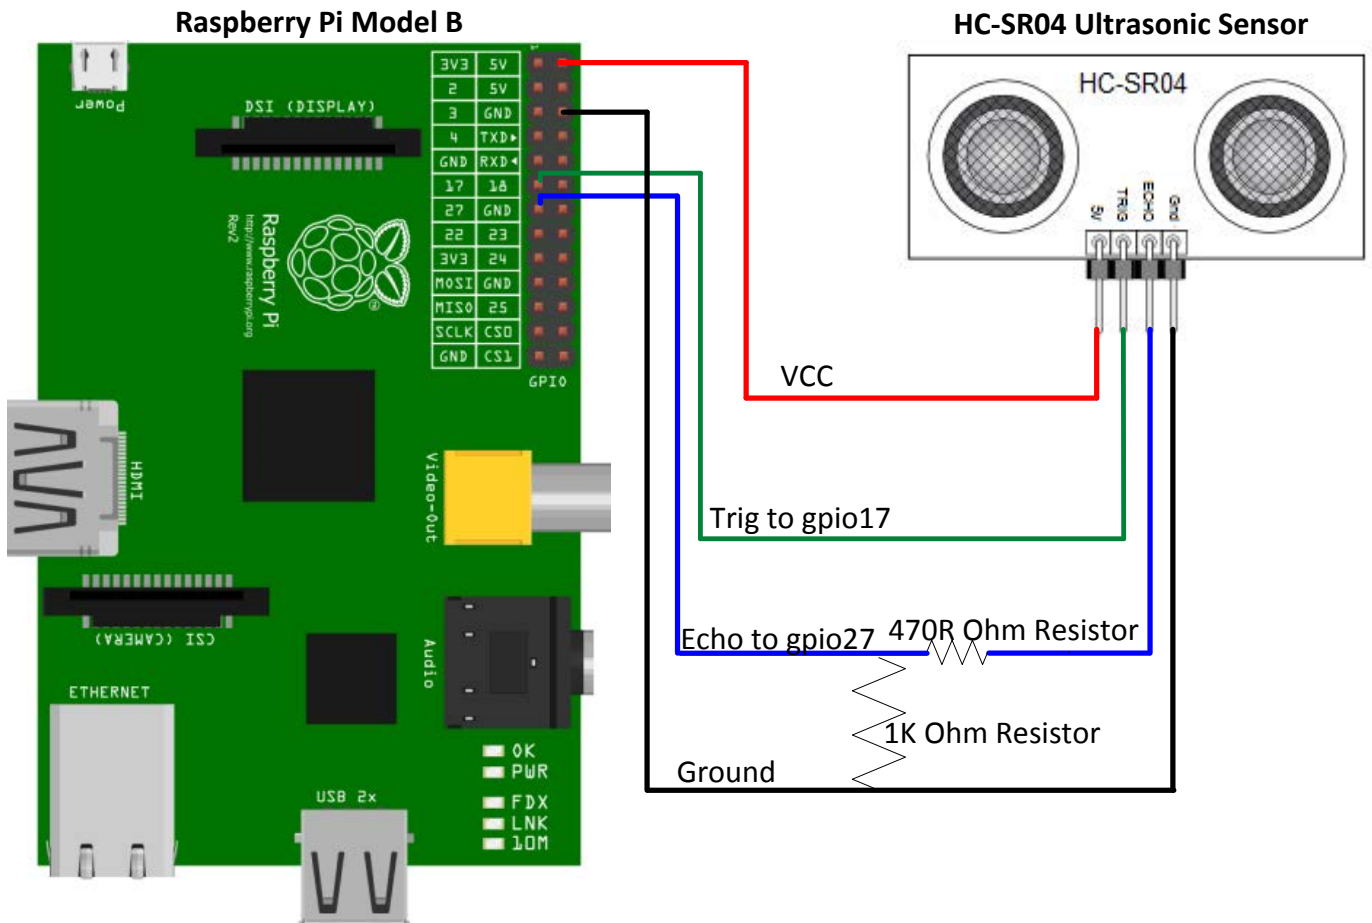 Raspberry Pi Model B
HC-SR04 Ultrasonic Sensor
Power
DSI (DISPLAY)
1
3V3 5V
2 5V
3 GND
4 TXD▸
GND RXD◂
17 18
27 GND
22 23
3V3 24
MOSI GND
MISO 25
SCLK CS0
GND CS1
GPIO
Raspberry Pi
http://www.raspberrypi.org
Rev2
HC-SR04
5V
TRIG
ECHO
Gnd
VCC
HDMI
Video-Out
Trig to gpio17
CSI (CAMERA)
Audio
Echo to gpio27
470R Ohm Resistor
1K Ohm Resistor
Ground
ETHERNET
OK
PWR
FDX
LNK
10M
USB 2x